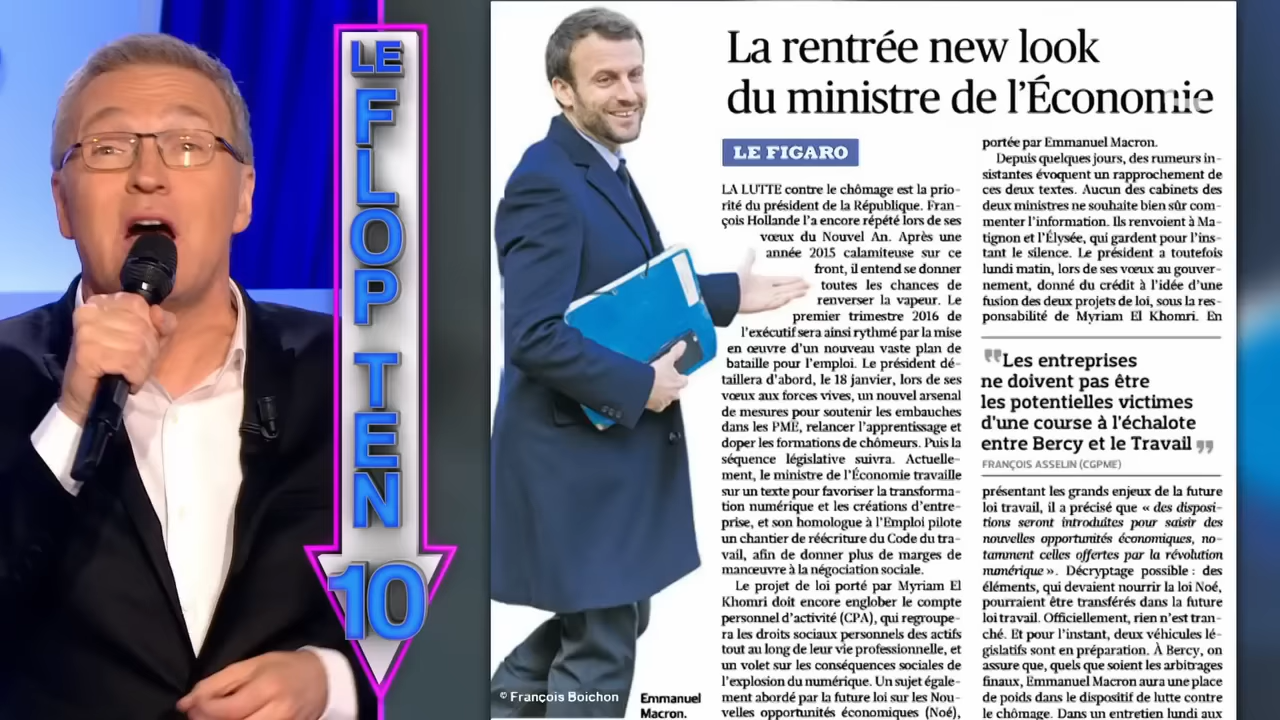 LE
FLOP
TEN
10
La rentrée new look
du ministre de l'Économie
LE FIGARO
LA LUTTE contre le chômage est la prio-
rité du président de la République. Fran-
çois Hollande l'a encore répété lors de ses
vœux du Nouvel An. Après une
année 2015 calamiteuse sur ce
front, il entend se donner
toutes les chances de
renverser la vapeur. Le
premier trimestre 2016 de
l'exécutif sera ainsi rythmé par la mise
en œuvre d'un nouveau vaste plan de
bataille pour l'emploi. Le président dé-
taillera d'abord, le 18 janvier, lors de ses
vœux aux forces vives, un nouvel arsenal
de mesures pour soutenir les embauches
dans les PME, relancer l'apprentissage et
doper les formations de chômeurs. Puis la
séquence législative suivra. Actuelle-
ment, le ministre de l'Économie travaille
sur un texte pour favoriser la transforma-
tion numérique et les créations d'entre-
prise, et son homologue à l'Emploi pilote
un chantier de réécriture du Code du tra-
vail, afin de donner plus de marges de
manœuvre à la négociation sociale.
Le projet de loi porté par Myriam El
Khomri doit encore englober le compte
personnel d'activité (CPA), qui regroupe-
ra les droits sociaux personnels des actifs
tout au long de leur vie professionnelle, et
un volet sur les conséquences sociales de
l'explosion du numérique. Un sujet égale-
ment abordé par la future loi sur les Nou-
velles opportunités économiques (Noé),
portée par Emmanuel Macron.
Depuis quelques jours, des rumeurs in-
sistantes évoquent un rapprochement de
ces deux textes. Aucun des cabinets des
deux ministres ne souhaite bien sûr com-
menter l'information. Ils renvoient à Ma-
tignon et l'Élysée, qui gardent pour l'ins-
tant le silence. Le président a toutefois
lundi matin, lors de ses vœux au gouver-
nement, donné du crédit à l'idée d'une
fusion des deux projets de loi, sous la res-
ponsabilité de Myriam El Khomri. En
"Les entreprises
ne doivent pas être
les potentielles victimes
d'une course à l'échalote
entre Bercy et le Travail"
FRANÇOIS ASSELIN (CGPME)
présentant les grands enjeux de la future
loi travail, il a précisé que « des disposi-
tions seront introduites pour saisir des
nouvelles opportunités économiques, no-
tamment celles offertes par la révolution
numérique ». Décryptage possible : des
éléments, qui devaient nourrir la loi Noé,
pourraient être transférés dans la future
loi travail. Officiellement, rien n'est tran-
ché. Et pour l'instant, deux véhicules lé-
gislatifs sont en préparation. À Bercy, on
assure que, quels que soient les arbitrages
finaux, Emmanuel Macron aura une place
de poids dans le dispositif de lutte contre
le chômage. Dans un entretien lundi aux
© François Boichon
Emmanuel
Macron.